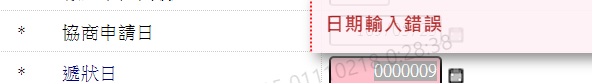 日期輸入錯誤
* 協商申請日
* 遞狀日 0000009